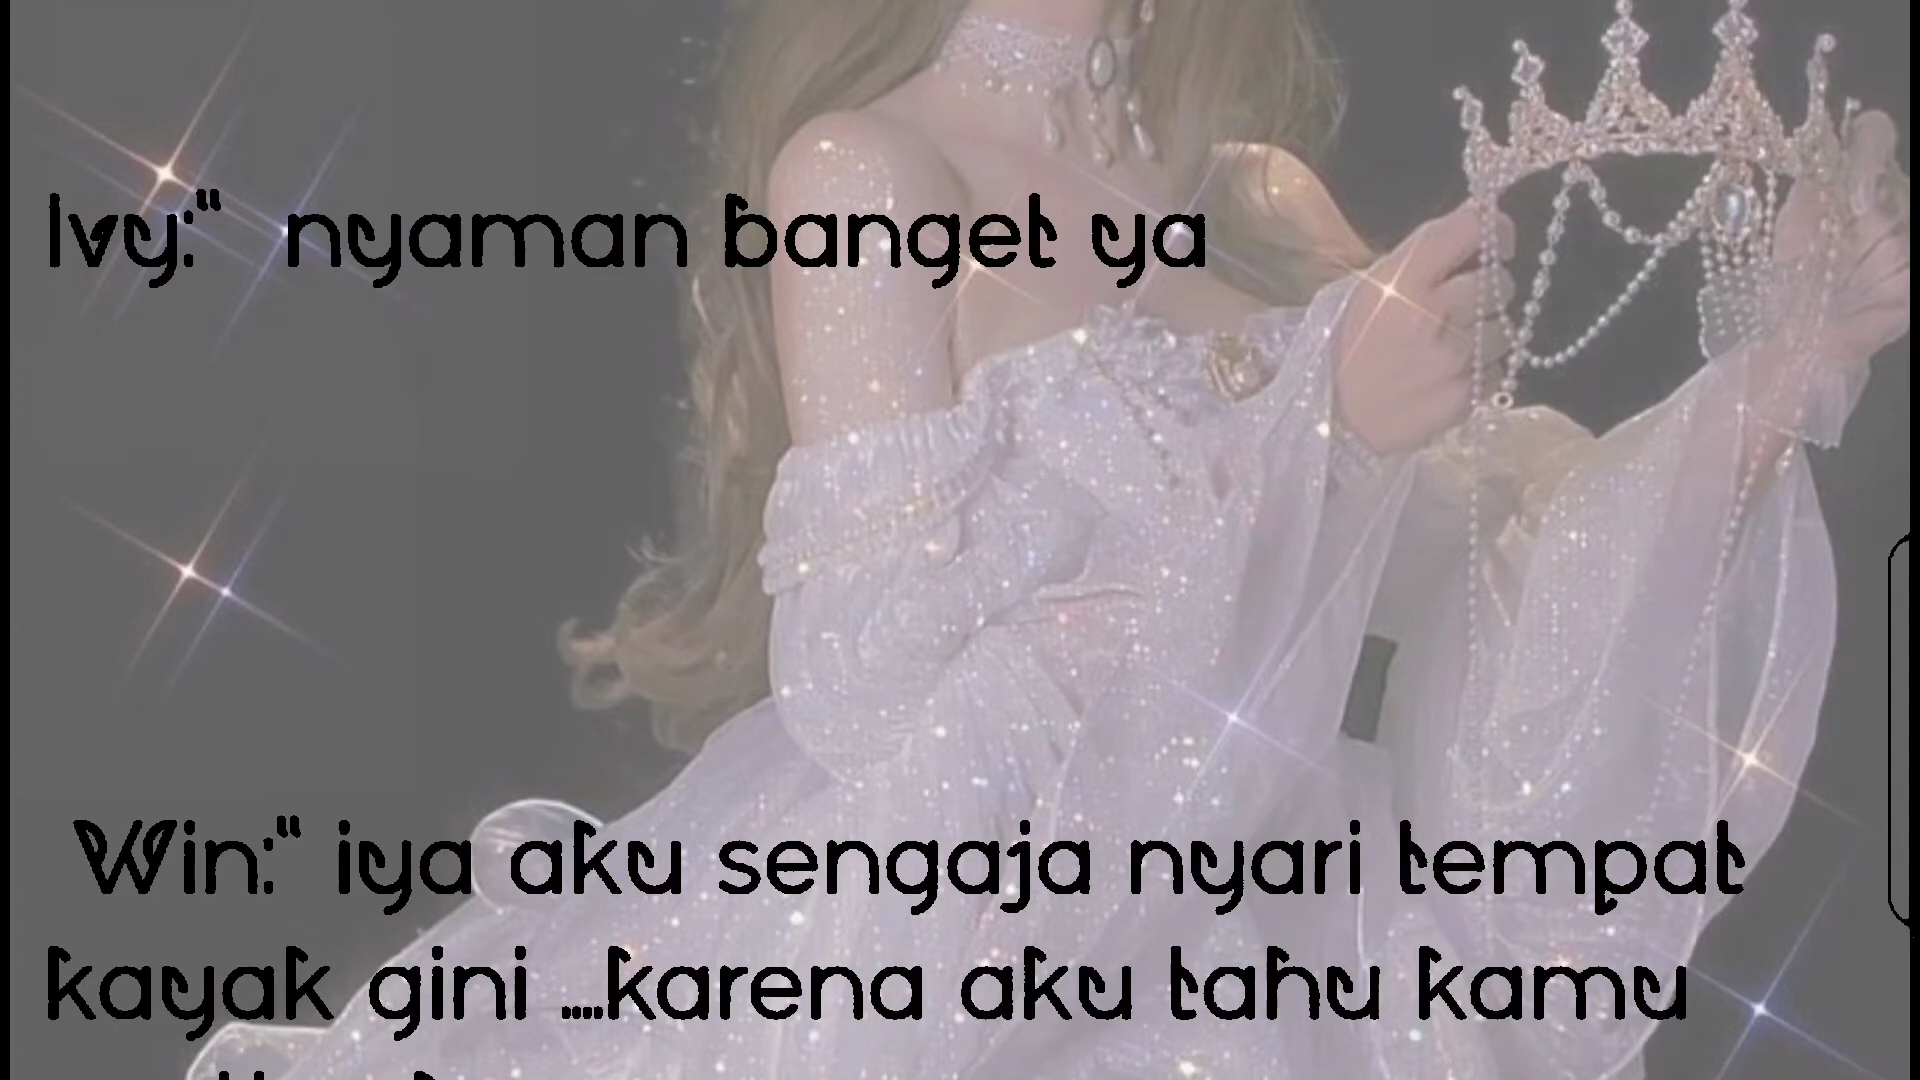 Ivy:" nyaman banget ya
Win:" iya aku sengaja nyari tempat
kayak gini ....karena aku tahu kamu